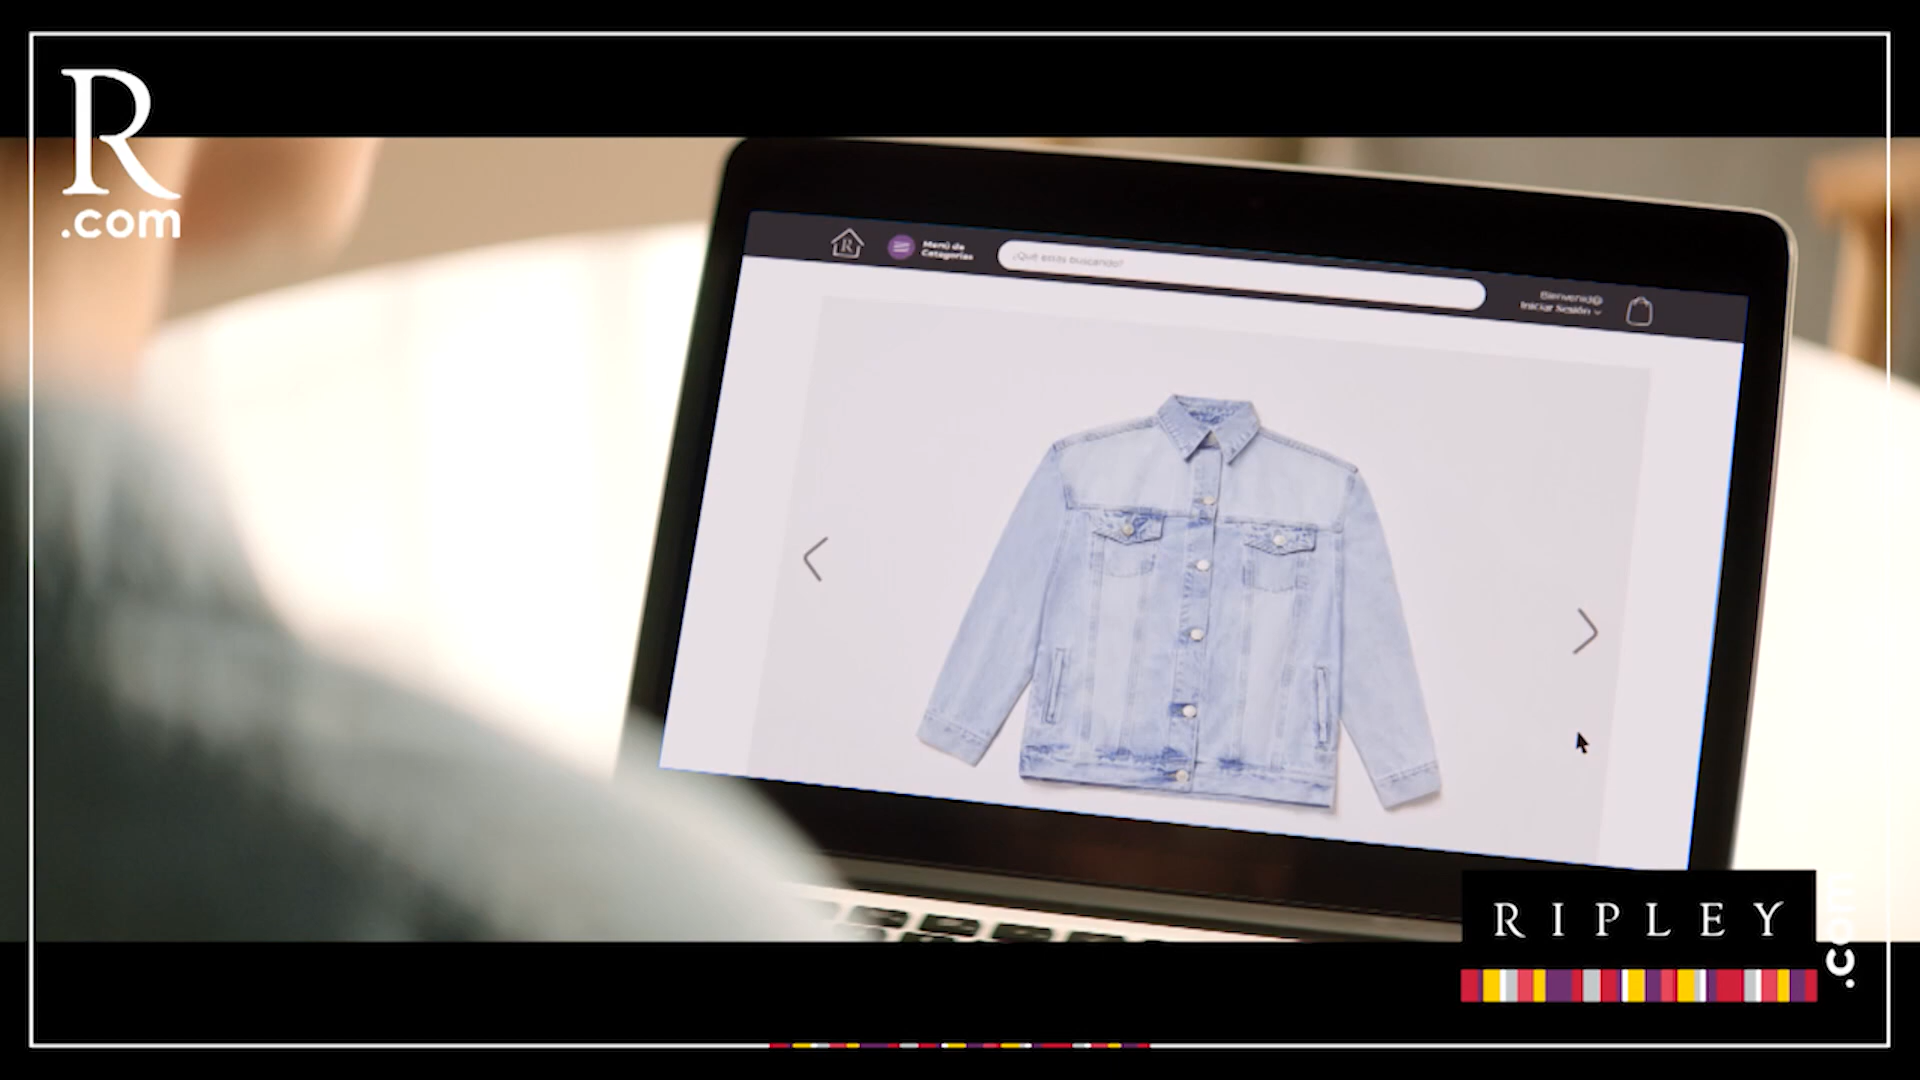 R
.com
R
Menú de
Categorías
¿Qué estás buscando?
Bienvenid@
Iniciar Sesión
RIPLEY
.com